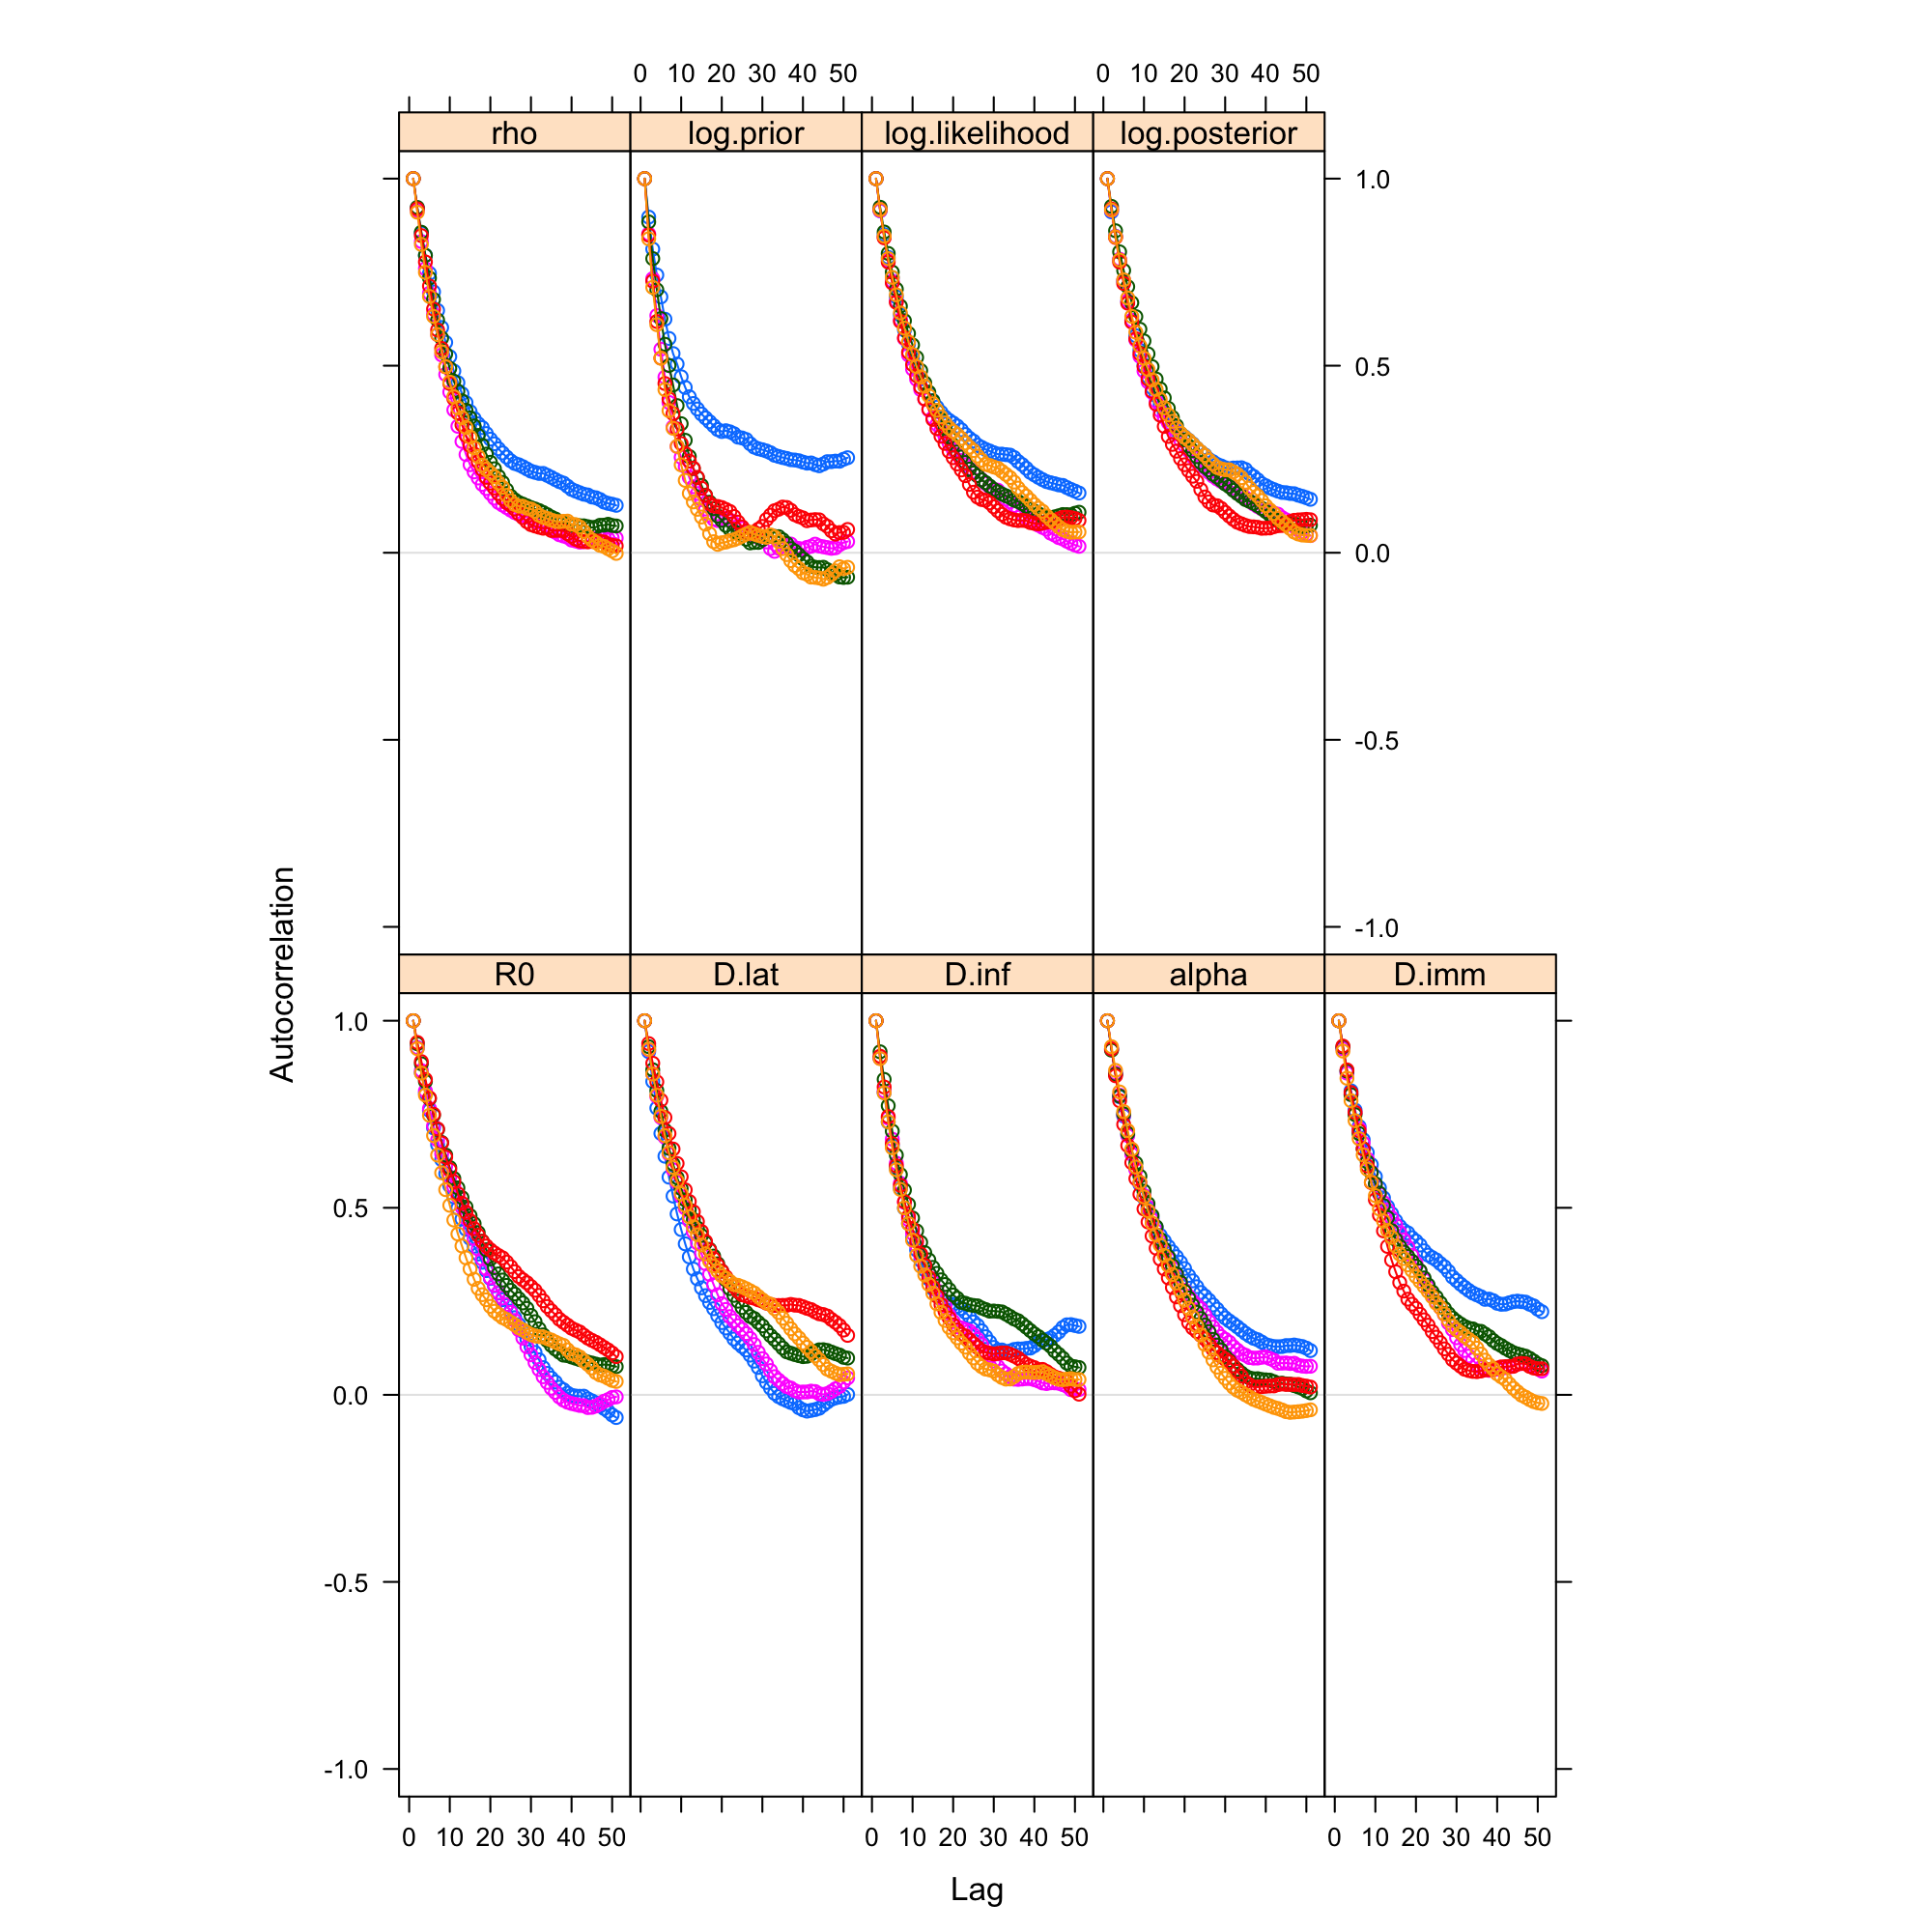 0 10 20 30 40 50 0 10 20 30 40 50
rho log.prior log.likelihood log.posterior
1.0
0.5
0.0
-0.5
-1.0
Autocorrelation
R0 D.lat D.inf alpha D.imm
1.0
0.5
0.0
-0.5
-1.0
0 10 20 30 40 50 0 10 20 30 40 50 0 10 20 30 40 50
Lag